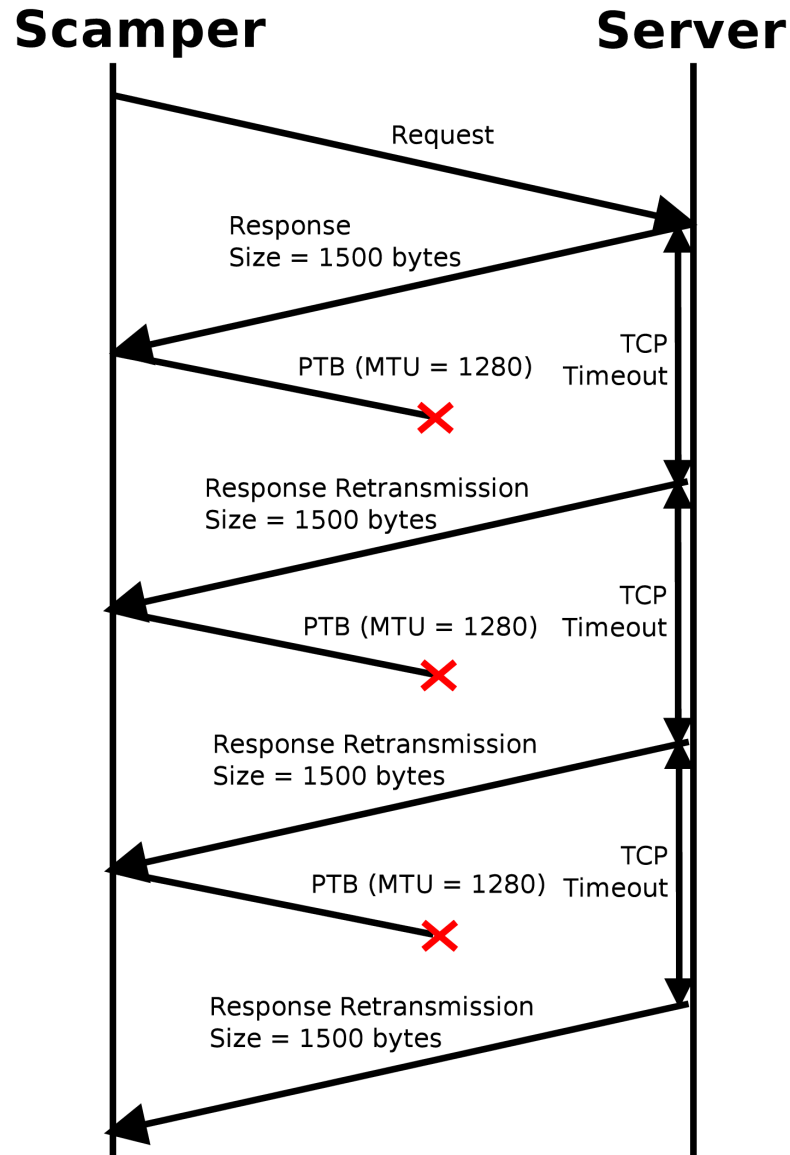 Scamper
Server
Request
Response
Size = 1500 bytes
TCP
Timeout
PTB (MTU = 1280)
Response Retransmission
Size = 1500 bytes
TCP
Timeout
PTB (MTU = 1280)
Response Retransmission
Size = 1500 bytes
TCP
Timeout
PTB (MTU = 1280)
Response Retransmission
Size = 1500 bytes